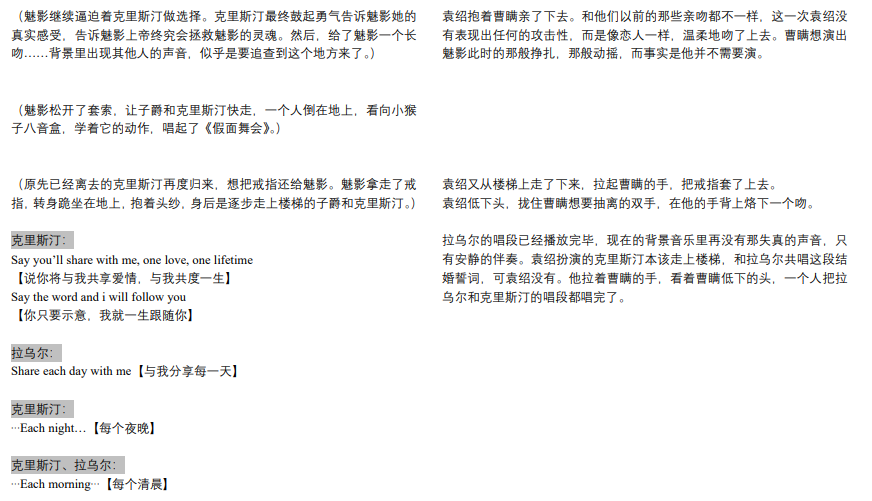 （魅影继续逼迫着克里斯汀做选择。克里斯汀最终鼓起勇气告诉魅影她的
真实感受，告诉魅影上帝终究会拯救魅影的灵魂。然后，给了魅影一个长
吻……背景里出现其他人的声音，似乎是要追查到这个地方来了。）
（魅影松开了套索，让子爵和克里斯汀快走，一个人倒在地上，看向小猴
子八音盒，学着它的动作，唱起了《假面舞会》。）
（原先已经离去的克里斯汀再度归来，想把戒指还给魅影。魅影拿走了戒
指，转身跪坐在地上，抱着头纱，身后是逐步走上楼梯的子爵和克里斯汀。）
克里斯汀：
Say you’ll share with me, one love, one lifetime
【说你将与我共享爱情，与我共度一生】
Say the word and i will follow you
【你只要示意，我就一生跟随你】
拉乌尔：
Share each day with me【与我分享每一天】
克里斯汀：
···Each night…【每个夜晚】
克里斯汀、拉乌尔：
···Each morning···【每个清晨】
袁绍抱着曹瞒亲了下去。和他们以前的那些亲吻都不一样，这一次袁绍没
有表现出任何的攻击性，而是像恋人一样，温柔地吻了上去。曹瞒想演出
魅影此时的那般挣扎，那般动摇，而事实是他并不需要演。
袁绍又从楼梯上走了下来，拉起曹瞒的手，把戒指套了上去。
袁绍低下头，拢住曹瞒想要抽离的双手，在他的手背上烙下一个吻。
拉乌尔的唱段已经播放完毕，现在的背景音乐里再没有那失真的声音，只
有安静的伴奏。袁绍扮演的克里斯汀本该走上楼梯，和拉乌尔共唱这段结
婚誓词，可袁绍没有。他拉着曹瞒的手，看着曹瞒低下的头，一个人把拉
乌尔和克里斯汀的唱段都唱完了。